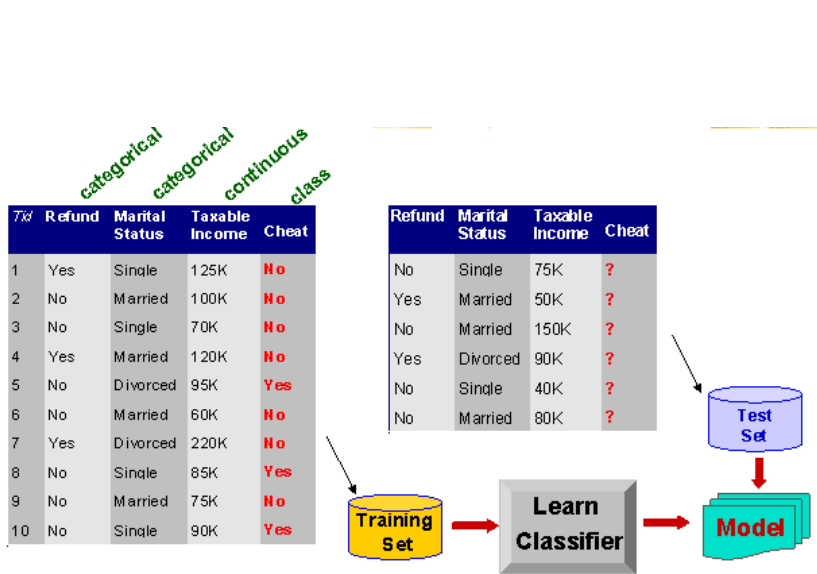 categorical
categorical
continuous
class
Tid Refund Marital Status Taxable Income Cheat
1 Yes Single 125K No
2 No Married 100K No
3 No Single 70K No
4 Yes Married 120K No
5 No Divorced 95K Yes
6 No Married 60K No
7 Yes Divorced 220K No
8 No Single 85K Yes
9 No Married 75K No
10 No Single 90K Yes
Refund Marital Status Taxable Income Cheat
No Single 75K ?
Yes Married 50K ?
No Married 150K ?
Yes Divorced 90K ?
No Single 40K ?
No Married 80K ?
Test
Set
Training
Set
Learn
Classifier
Model